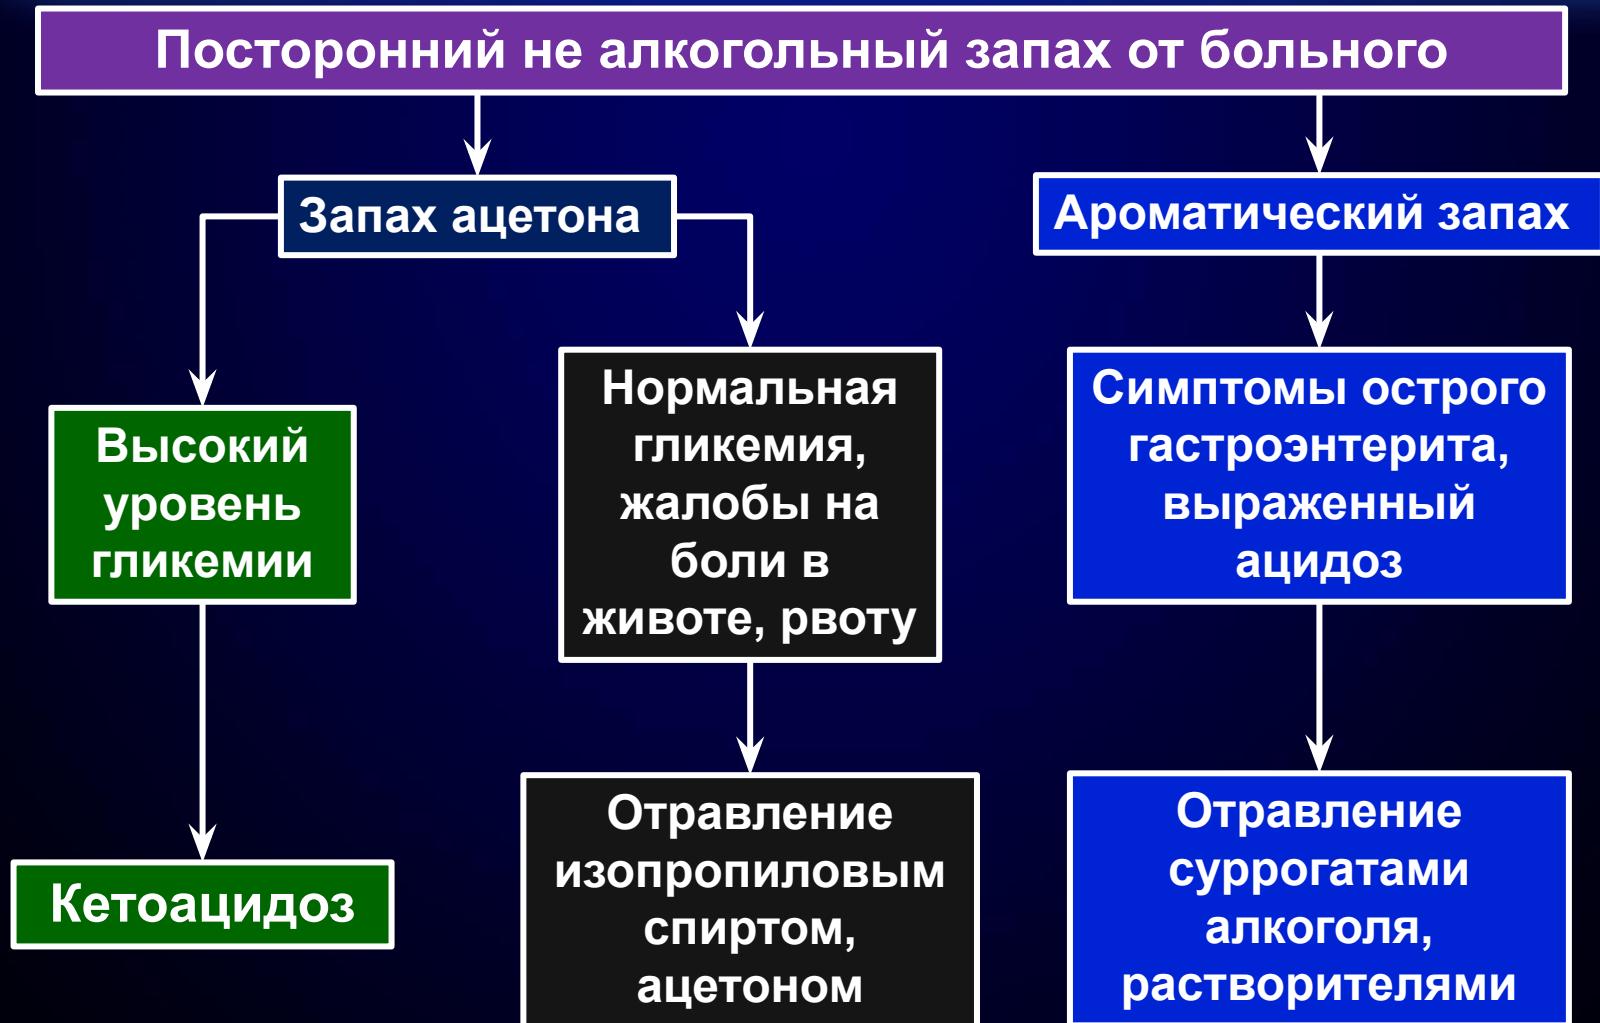 Посторонний не алкогольный запах от больного
Запах ацетона
Ароматический запах
Высокий
уровень
гликемии
Нормальная
гликемия,
жалобы на
боли в
животе, рвоту
Симптомы острого
гастроэнтерита,
выраженный
ацидоз
Кетоацидоз
Отравление
изопропиловым
спиртом,
ацетоном
Отравление
суррогатами
алкоголя,
растворителями